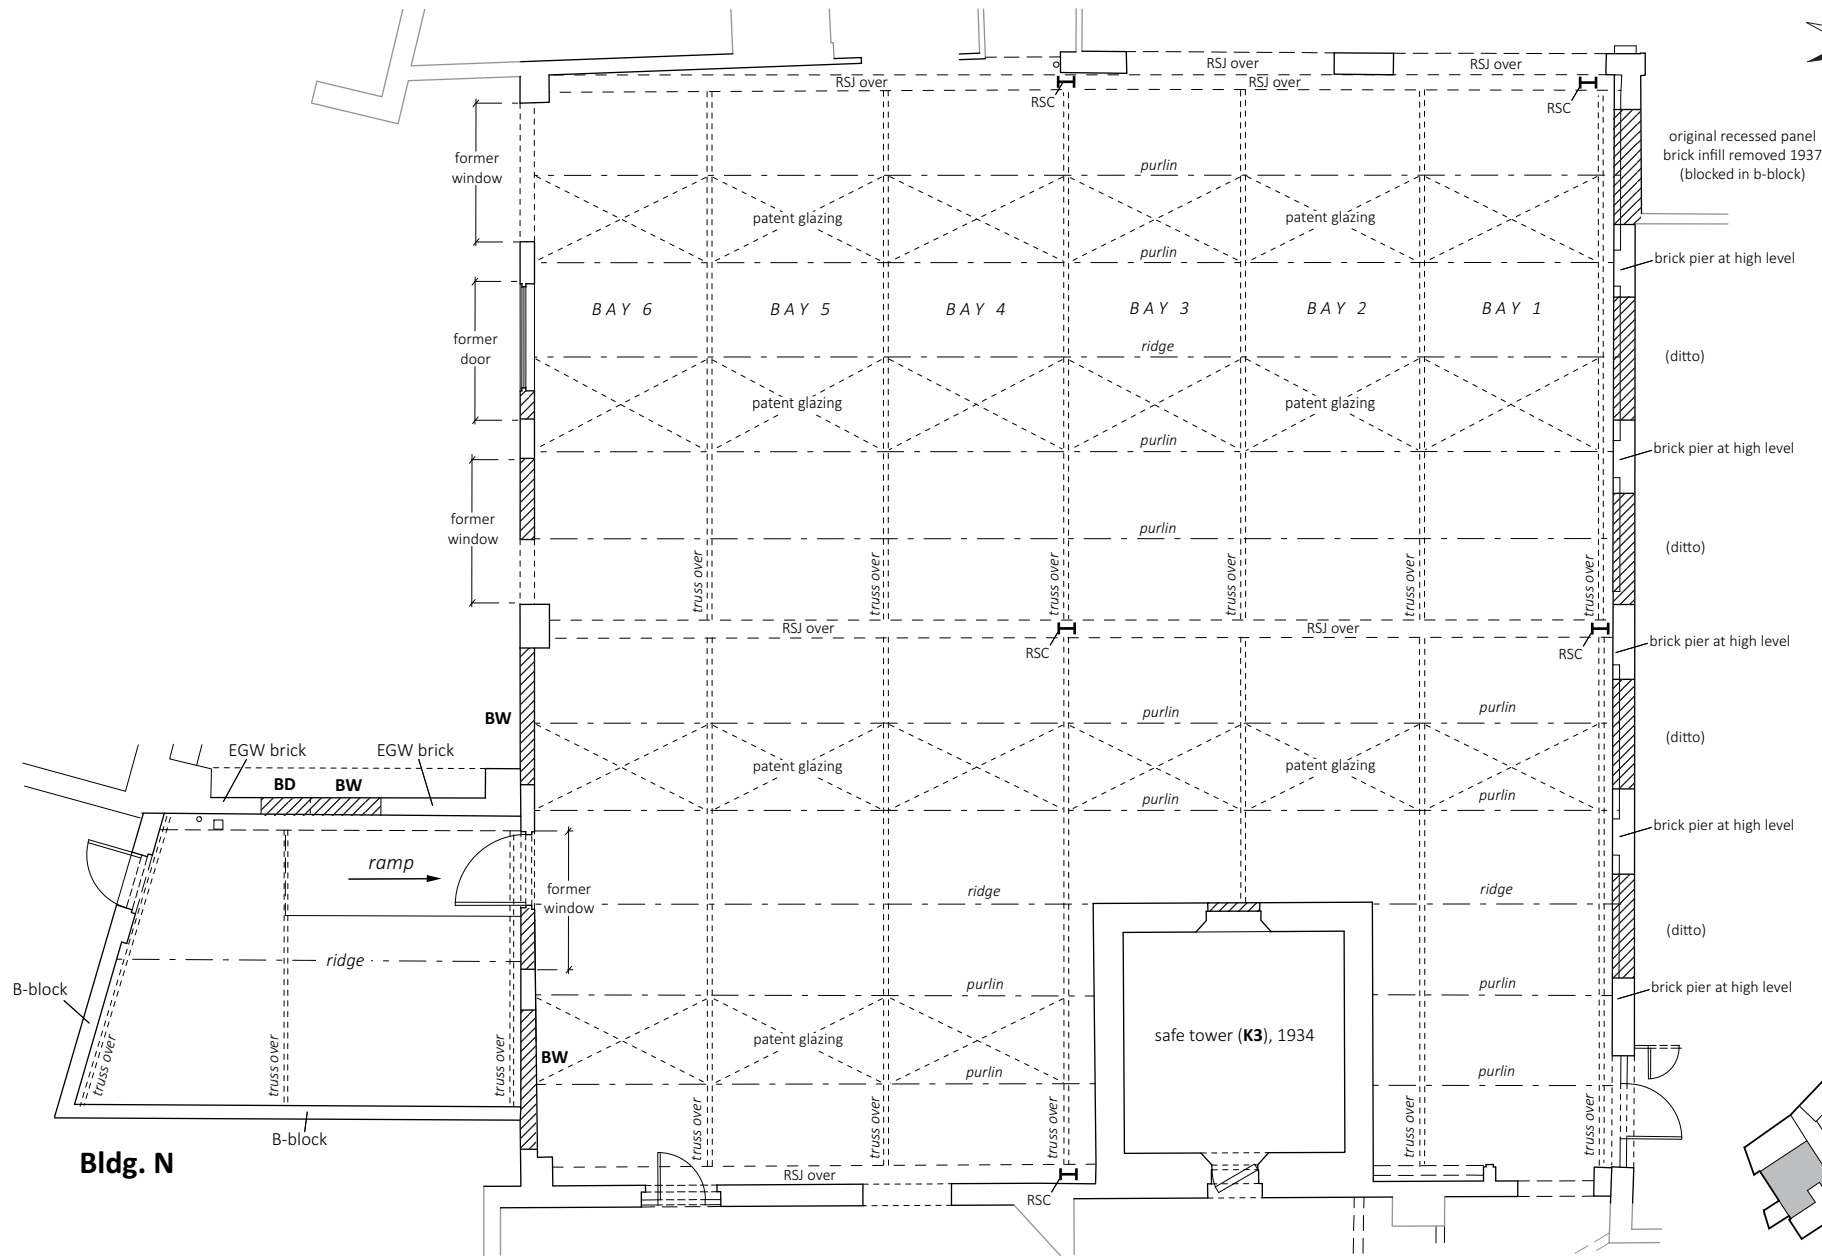 RSJ over
RSJ over
RSJ over
RSJ over
RSC
RSC
original recessed panel
brick infill removed 1937
(blocked in b-block)
former
window
purlin
patent glazing
patent glazing
purlin
brick pier at high level
BAY 6
BAY 5
BAY 4
BAY 3
BAY 2
BAY 1
former
door
ridge
(ditto)
patent glazing
patent glazing
purlin
brick pier at high level
former
window
purlin
(ditto)
truss over
truss over
truss over
truss over
truss over
truss over
RSJ over
RSJ over
RSC
RSC
brick pier at high level
BW
purlin
purlin
(ditto)
EGW brick
EGW brick
patent glazing
patent glazing
BD
BW
purlin
purlin
brick pier at high level
ramp
former
window
ridge
ridge
(ditto)
ridge
B-block
purlin
purlin
brick pier at high level
safe tower (K3), 1934
patent glazing
BW
purlin
purlin
truss over
truss over
truss over
truss over
truss over
truss over
truss over
truss over
B-block
Bldg. N
RSJ over
RSC